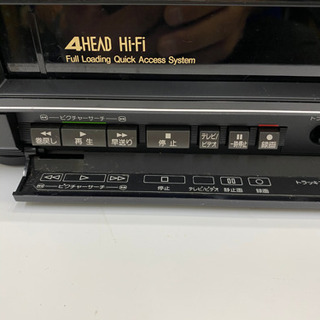 4HEAD Hi-Fi
Full Loading Quick Access System
ピクチャーサーチ
巻戻し 再生 早送り 停止 テレビ/ビデオ 一時停止 録画
ピクチャーサーチ
停止 テレビ/ビデオ 静止画 録画
トラッキ